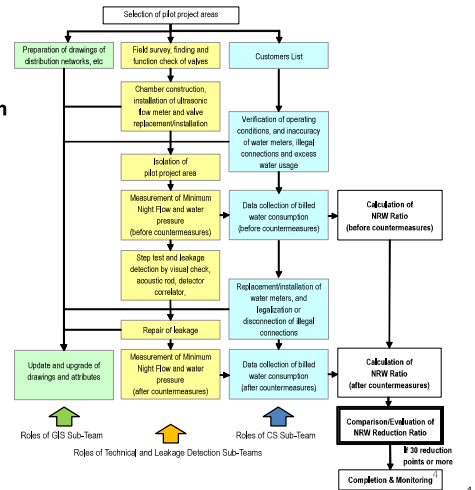 Selection of pilot project areas
Preparation of drawings of
distribution networks, etc
Field survey, finding and
function check of valves
Customers List
Chamber construction,
installation of ultrasonic
flow meter and valve
replacement/installation
Verification of operating
conditions, and inaccuracy
of water meters, illegal
connections and excess
water usage
Isolation of
pilot project area
Measurement of Minimum
Night Flow and water
pressure
(before countermeasures)
Data collection of billed
water consumption
(before countermeasures)
Calculation of
NRW Ratio
(before countermeasures)
Step test and leakage
detection by visual check,
acoustic rod, detector
correlator,
Replacement/installation
of water meters, and
legalization or
disconnection of illegal
connections
Repair of leakage
Update and upgrade of
drawings and attributes
Measurement of Minimum
Night Flow and water
pressure
(after countermeasures)
Data collection of billed
water consumption
(after countermeasures)
Calculation of
NRW Ratio
(after countermeasures)
Comparison/Evaluation of
NRW Reduction Ratio
Roles of GIS Sub-Team
Roles of CS Sub-Team
Roles of Technical and Leakage Detection Sub-Teams
If 30 reduction
points or more
Completion & Monitoring
4
4